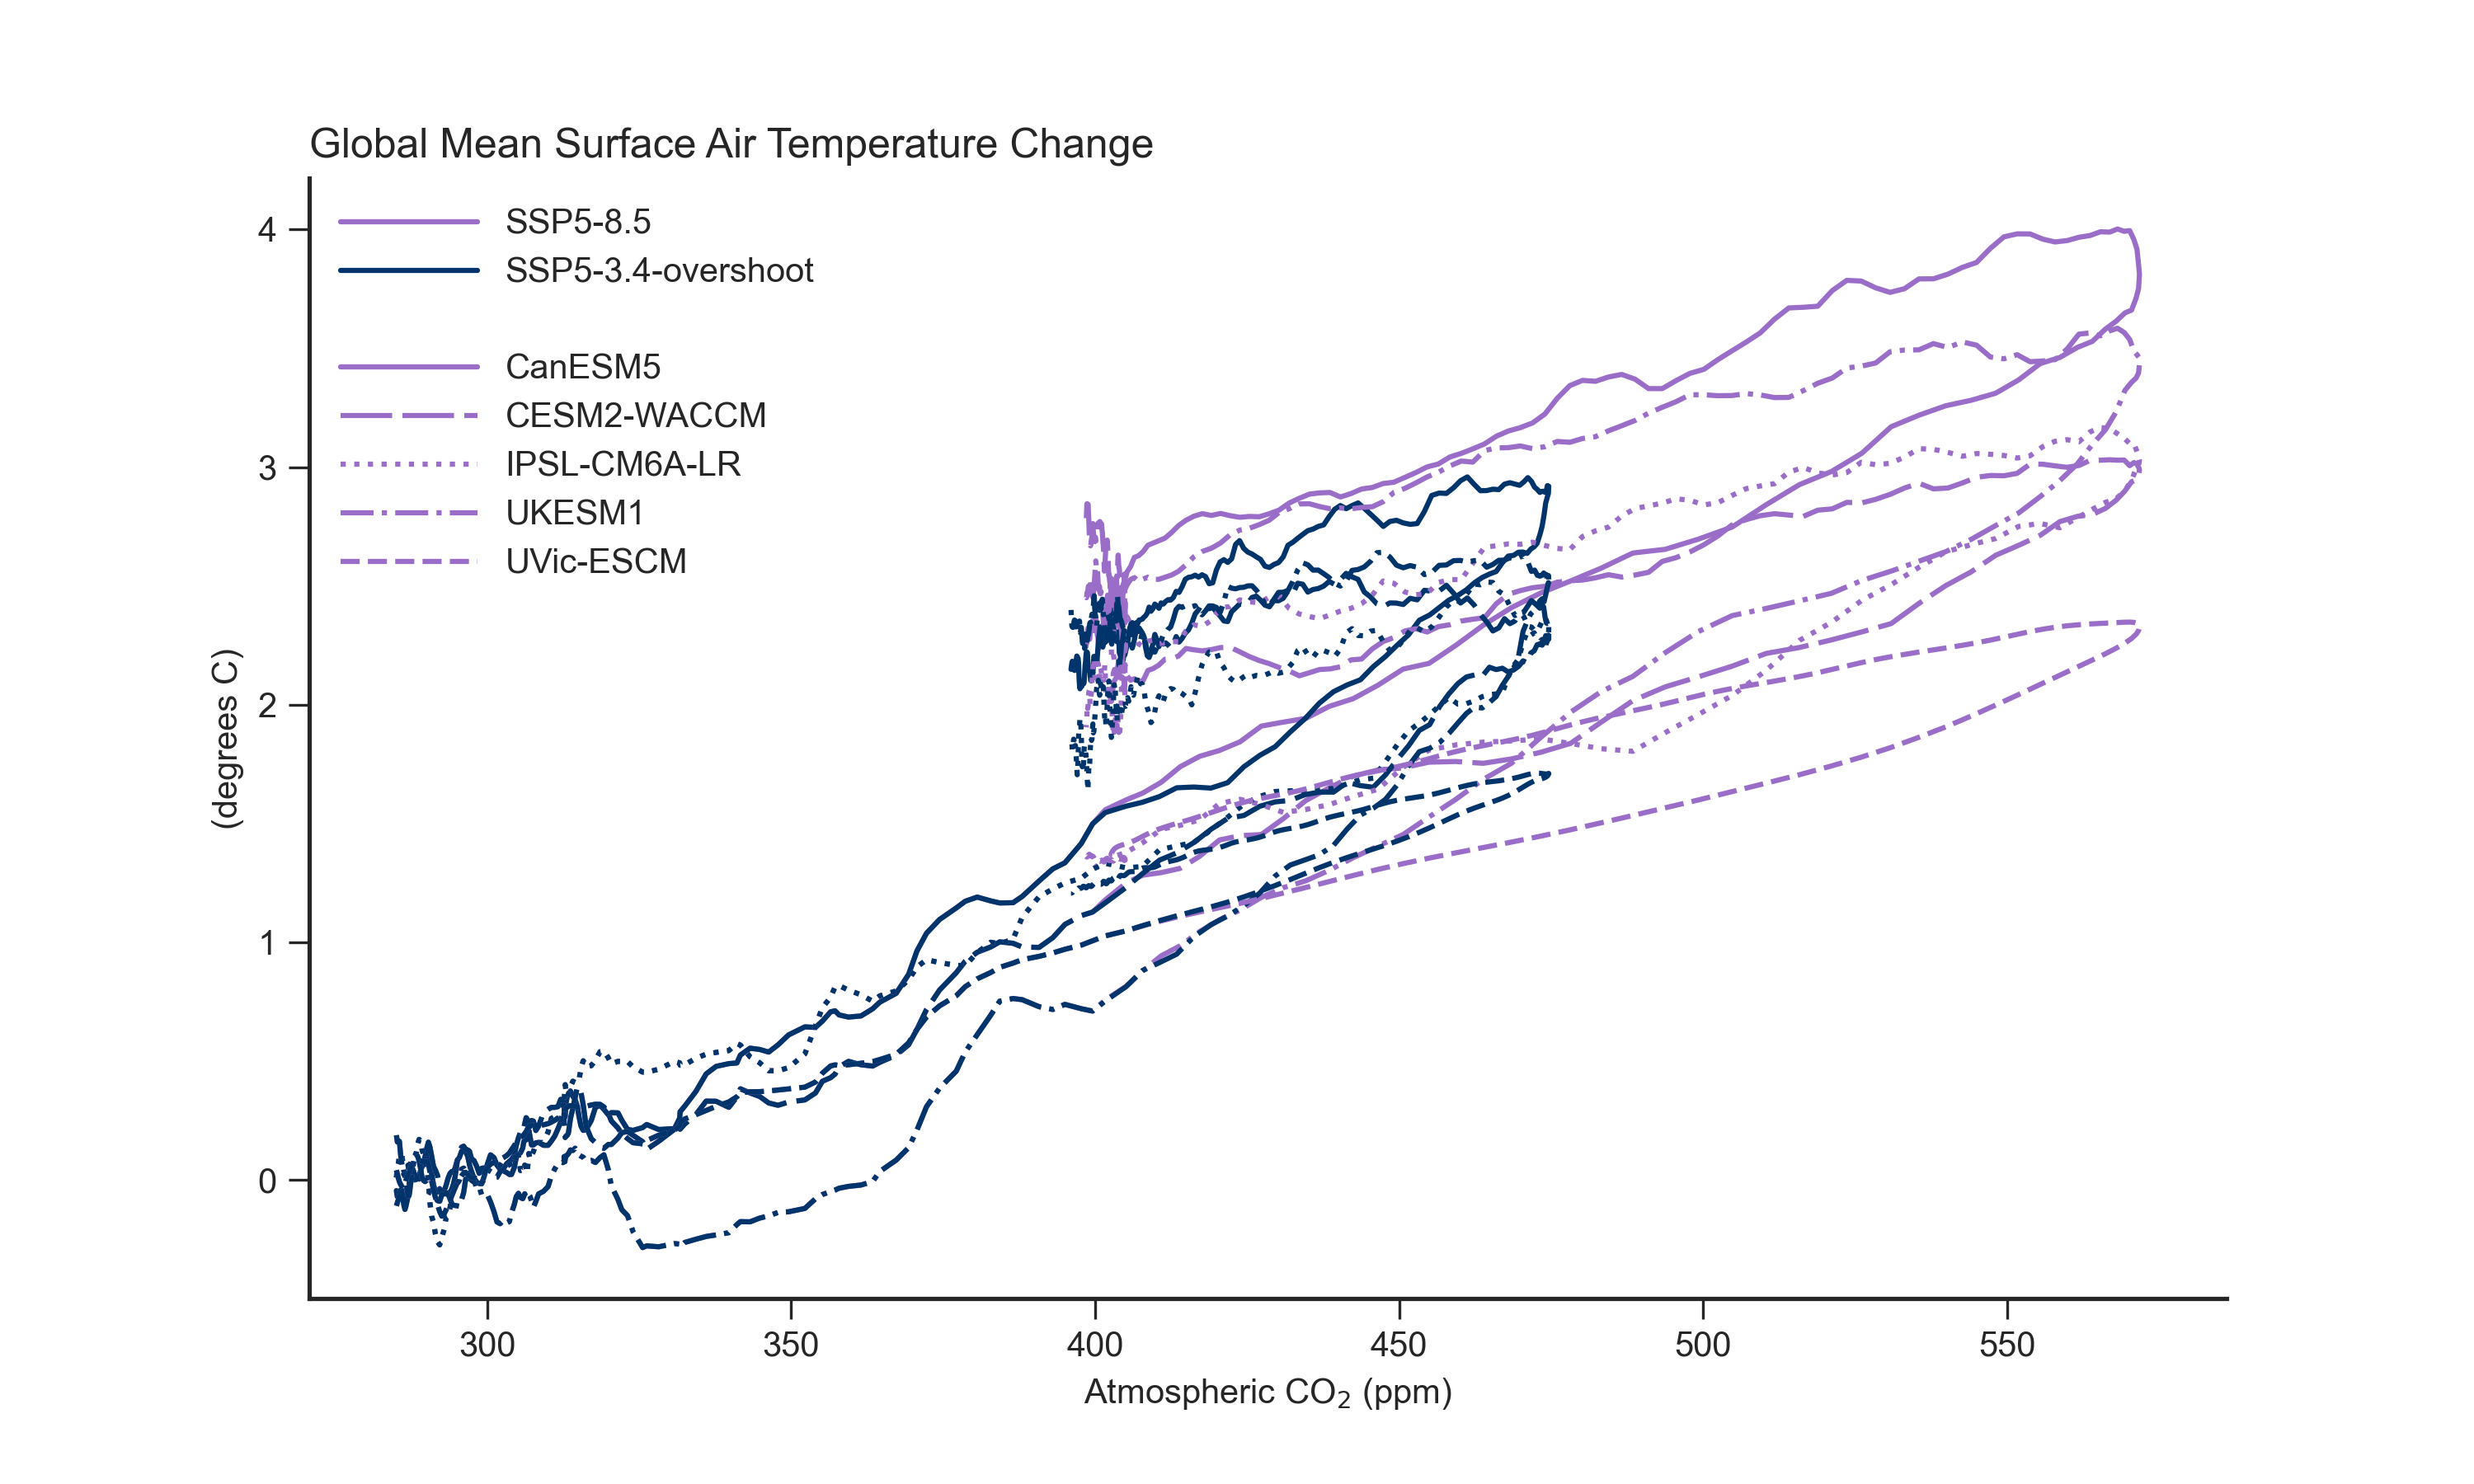 Global Mean Surface Air Temperature Change
SSP5-8.5
SSP5-3.4-overshoot
CanESM5
CESM2-WACCM
IPSL-CM6A-LR
UKESM1
UVic-ESCM
(degrees C)
4
3
2
1
0
300 350 400 450 500 550
Atmospheric CO₂ (ppm)